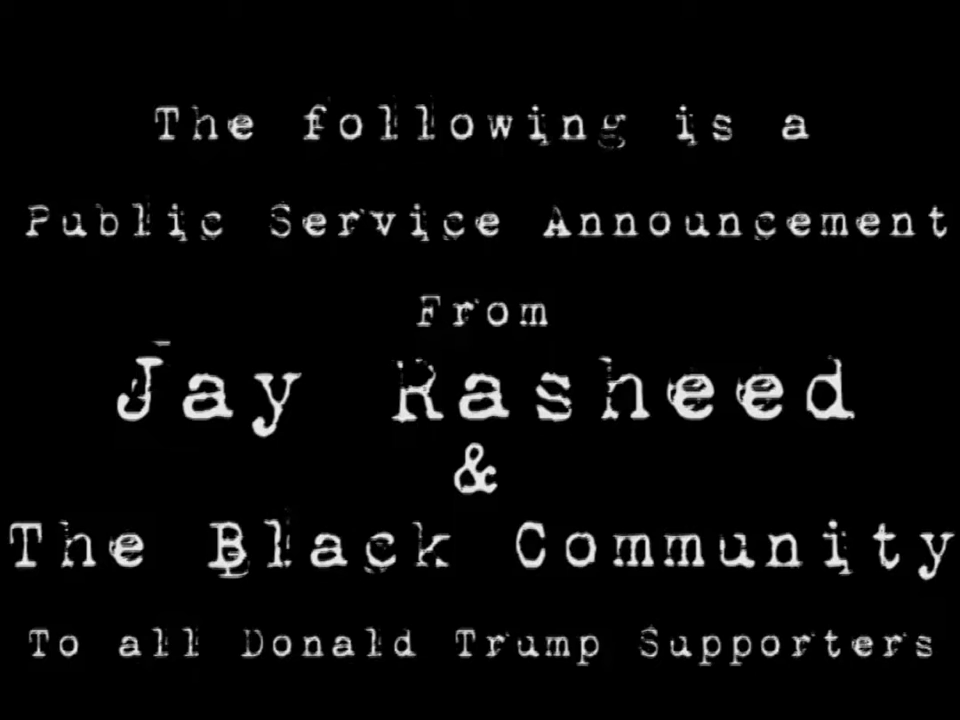 The following is a
Public Service Announcement
From
Jay Rasheed
&
The Black Community
To all Donald Trump Supporters